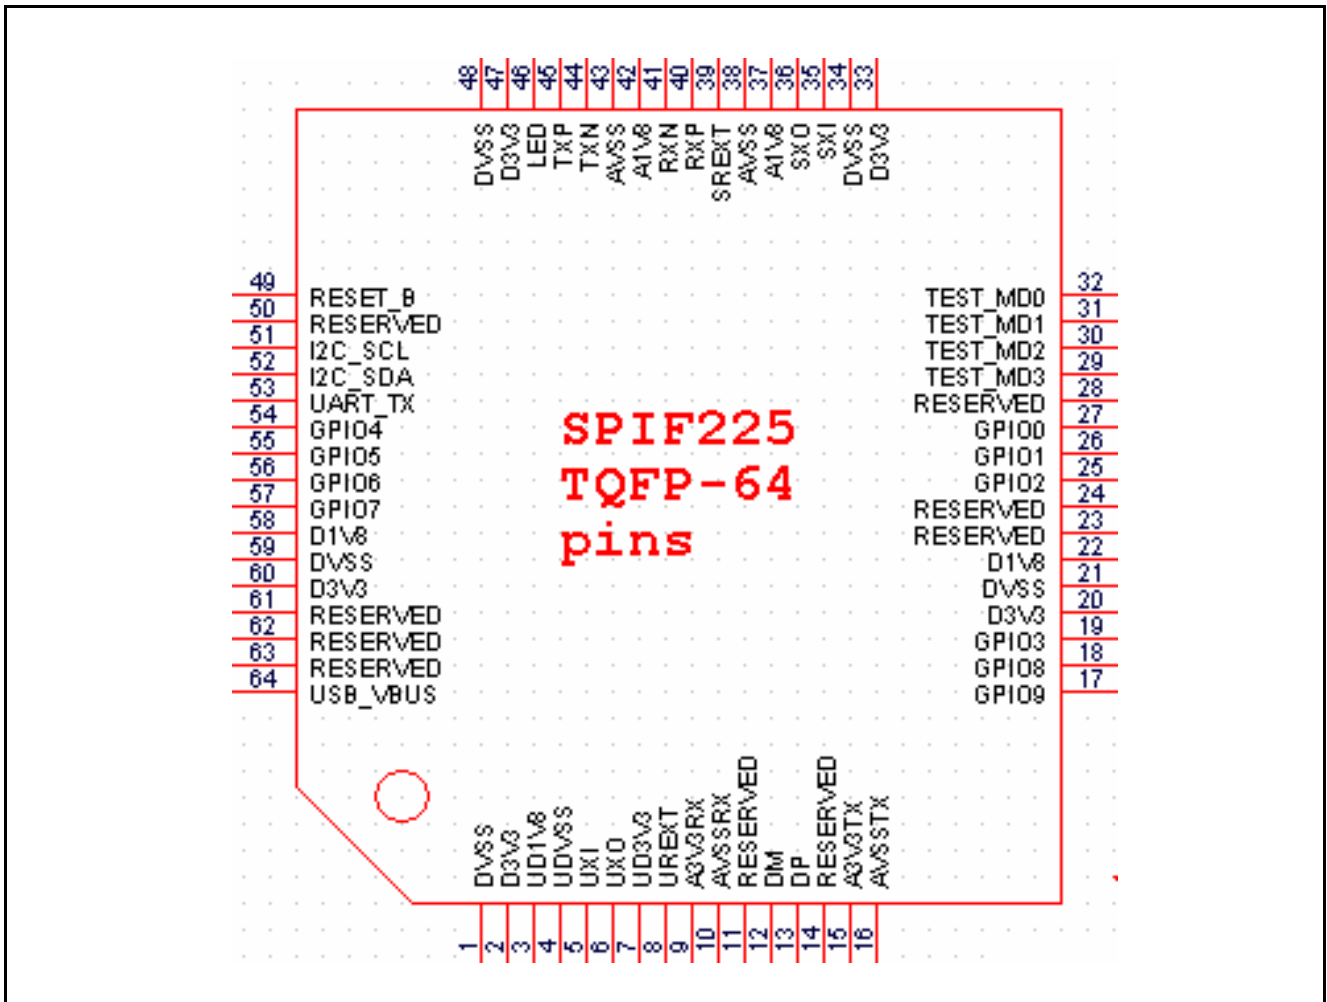 48 47 46 45 44 43 42 41 40 39 38 37 36 35 34 33
DVSS D3V3 LED TXP TXN AVSS A1V8 RXN RXP SREXT AVSS A1V8 SXO SXI DVSS D3V3
49 RESET_B
50 RESERVED
51 I2C_SCL
52 I2C_SDA
53 UART_TX
54 GPIO4
55 GPIO5
56 GPIO6
57 GPIO7
58 D1V8
59 DVSS
60 D3V3
61 RESERVED
62 RESERVED
63 RESERVED
64 USB_VBUS
SPIF225
TQFP-64
pins
TEST_MD0 32
TEST_MD1 31
TEST_MD2 30
TEST_MD3 29
RESERVED 28
GPIO0 27
GPIO1 26
GPIO2 25
RESERVED 24
RESERVED 23
D1V8 22
DVSS 21
D3V3 20
GPIO3 19
GPIO8 18
GPIO9 17
DVSS D3V3 UD1V8 UDVSS UXI UXO UD3V3 UREXT A3V3RX AVSSRX RESERVED DM DP RESERVED A3V3TX AVSSTX
1 2 3 4 5 6 7 8 9 10 11 12 13 14 15 16